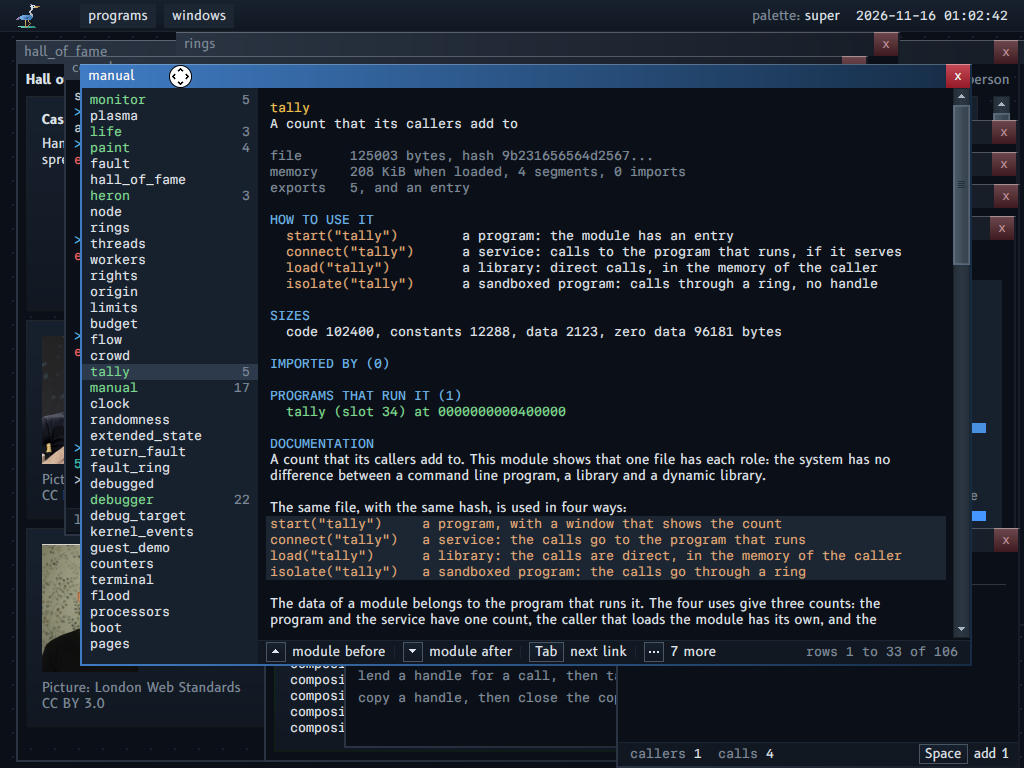 programs windows palette: super 2026-11-16 01:02:42
rings x
hall_of_fame x
manual x
Hall o
Cas
Har
spre
monitor 5
plasma
life 3
paint 4
fault
hall_of_fame
heron 3
node
rings
threads
workers
rights
origin
limits
budget
flow
crowd
tally 5
manual 17
clock
randomness
extended_state
return_fault
fault_ring
debugged
debugger 22
debug_target
kernel_events
guest_demo
counters
terminal
flood
processors
boot
pages
tally
A count that its callers add to
file 125003 bytes, hash 9b231656564d2567...
memory 208 KiB when loaded, 4 segments, 0 imports
exports 5, and an entry
HOW TO USE IT
start("tally") a program: the module has an entry
connect("tally") a service: calls to the program that runs, if it serves
load("tally") a library: direct calls, in the memory of the caller
isolate("tally") a sandboxed program: calls through a ring, no handle
SIZES
code 102400, constants 12288, data 2123, zero data 96181 bytes
IMPORTED BY (0)
PROGRAMS THAT RUN IT (1)
tally (slot 34) at 0000000000400000
DOCUMENTATION
A count that its callers add to. This module shows that one file has each role: the system has no
difference between a command line program, a library and a dynamic library.
The same file, with the same hash, is used in four ways:
start("tally") a program, with a window that shows the count
connect("tally") a service: the calls go to the program that runs
load("tally") a library: the calls are direct, in the memory of the caller
isolate("tally") a sandboxed program: the calls go through a ring
The data of a module belongs to the program that runs it. The four uses give three counts: the
program and the service have one count, the caller that loads the module has its own, and the
module before module after Tab next link 7 more rows 1 to 33 of 106
person
x
x
x
x
x
Pict
CC
Picture: London Web Standards
CC BY 3.0
composi
composi
composi
composi
composi
lend a handle for a call, then t
copy a handle, then close the co
callers 1 calls 4 Space add 1